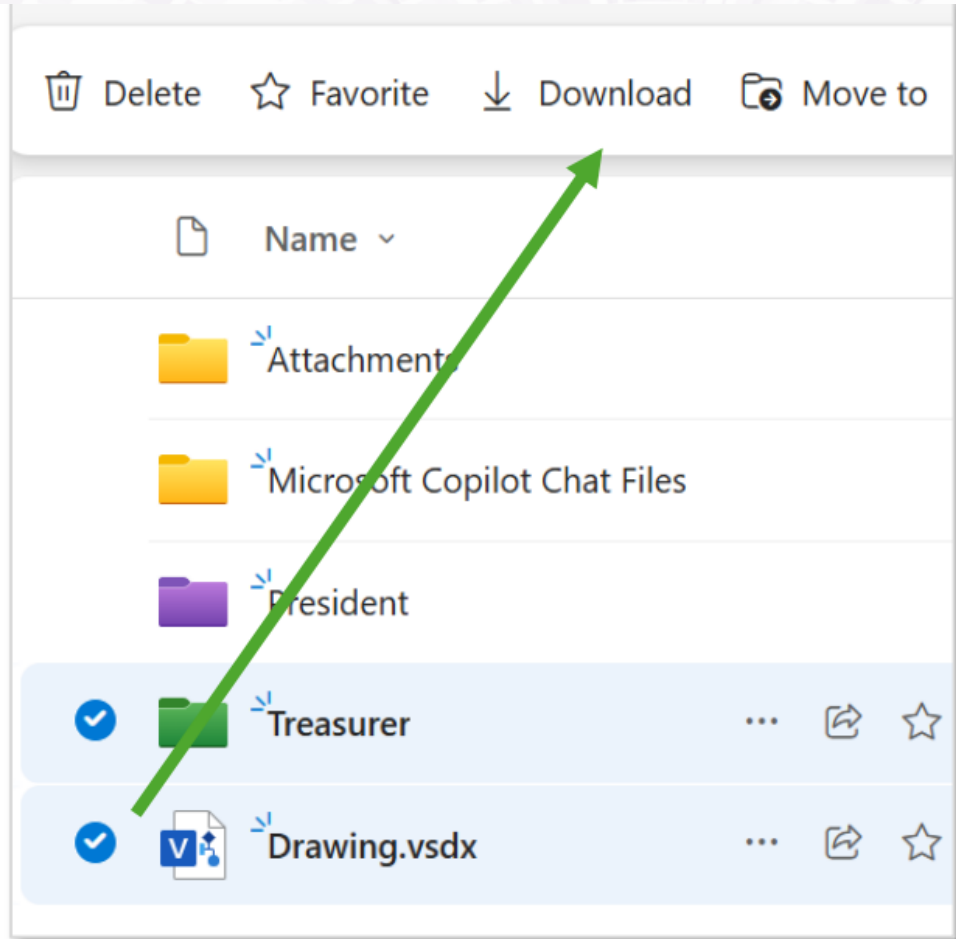 Delete Favorite Download Move to
Name
Attachments
Microsoft Copilot Chat Files
President
Treasurer
V Drawing.vsdx